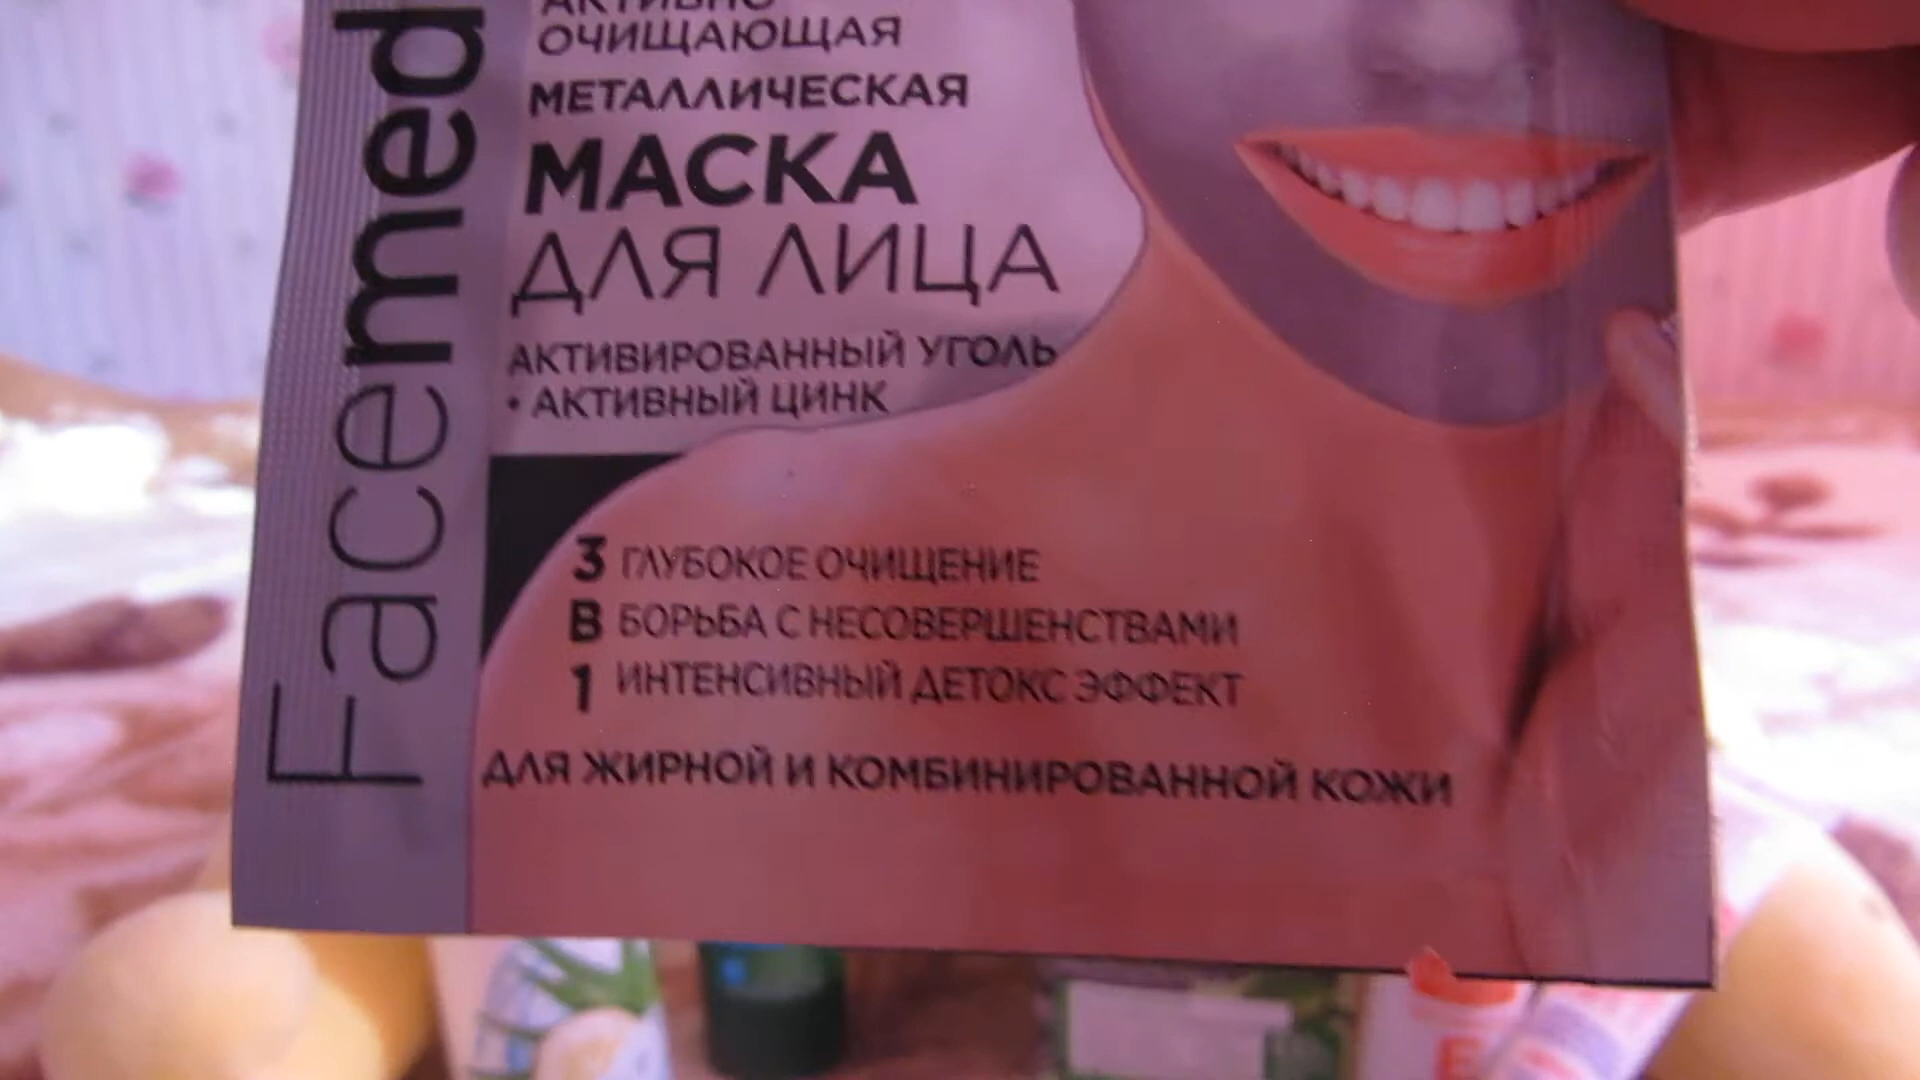 Facemed
АКТИВНО
ОЧИЩАЮЩАЯ
МЕТАЛЛИЧЕСКАЯ
МАСКА
ДЛЯ ЛИЦА
АКТИВИРОВАННЫЙ УГОЛЬ
• АКТИВНЫЙ ЦИНК
3 ГЛУБОКОЕ ОЧИЩЕНИЕ
В БОРЬБА С НЕСОВЕРШЕНСТВАМИ
1 ИНТЕНСИВНЫЙ ДЕТОКС ЭФФЕКТ
ДЛЯ ЖИРНОЙ И КОМБИНИРОВАННОЙ КОЖИ